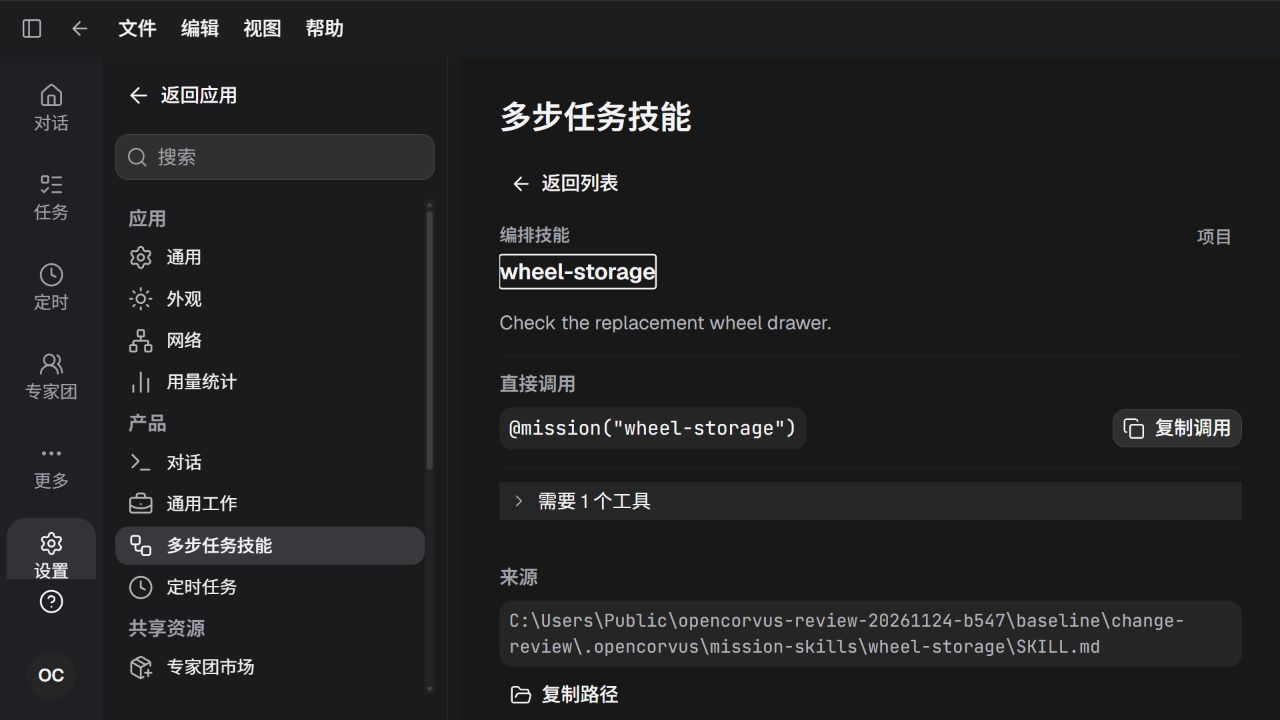 文件 编辑 视图 帮助
对话
任务
定时
专家团
更多
设置
OC
返回应用
搜索
应用
通用
外观
网络
用量统计
产品
对话
通用工作
多步任务技能
定时任务
共享资源
专家团市场
多步任务技能
返回列表
编排技能
项目
wheel-storage
Check the replacement wheel drawer.
直接调用
@mission("wheel-storage")
复制调用
需要 1 个工具
来源
C:\Users\Public\opencorvus-review-20261124-b547\baseline\change-
review\.opencorvus\mission-skills\wheel-storage\SKILL.md
复制路径